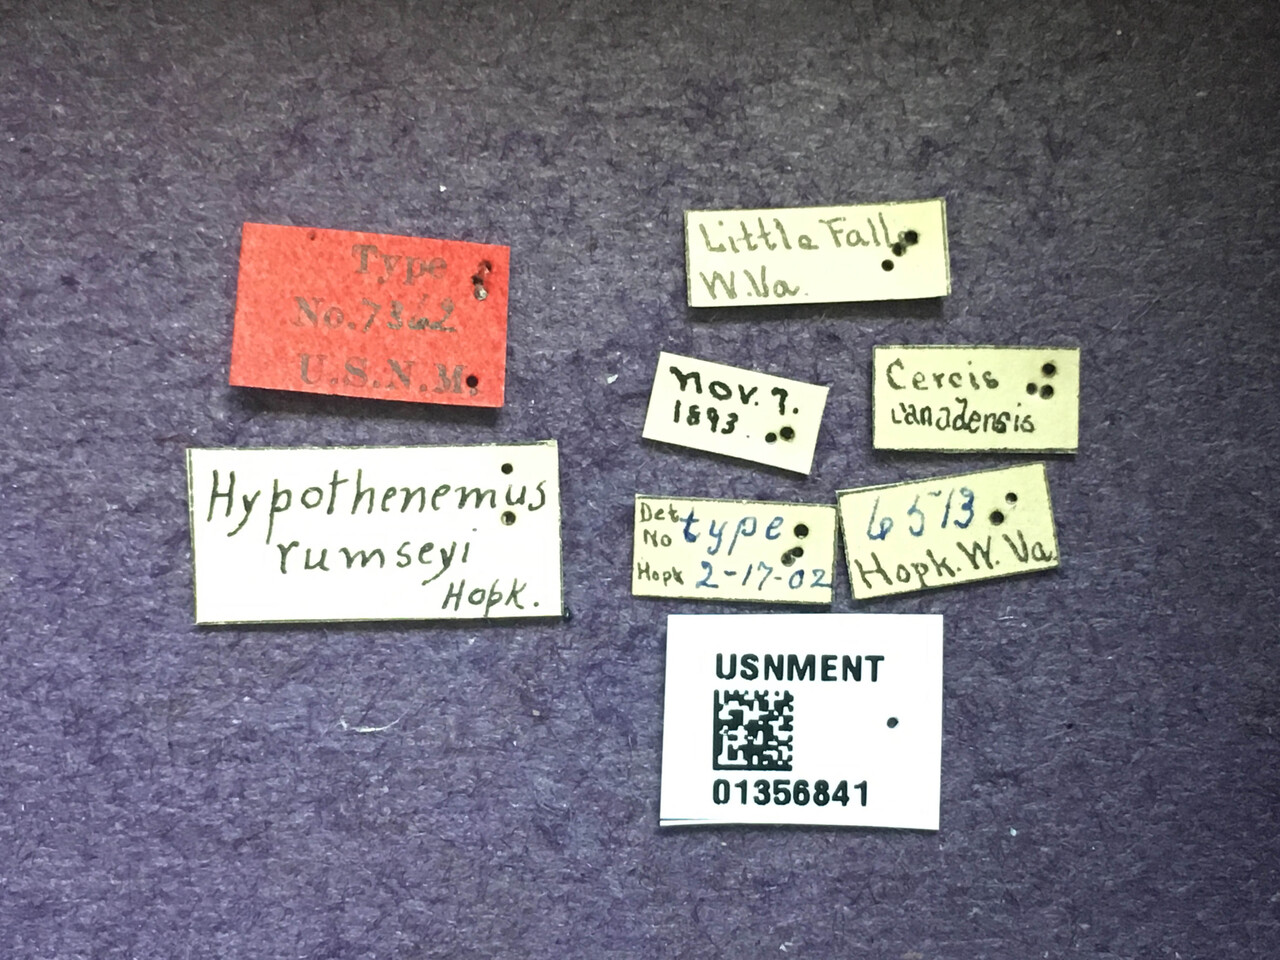 Type
No. 7362
U.S.N.M.
Hypothenemus
rumseyi
Hopk.
Little Falls
W.Va.
Nov. 7.
1893.
Cercis
canadensis
Det. type
No
Hopk 2-17-02
6513
Hopk. W. Va
USNMENT
01356841